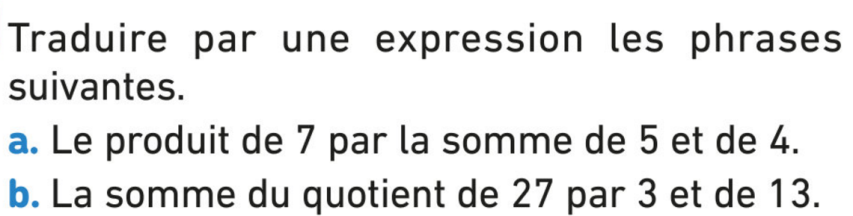 Traduire par une expression les phrases
suivantes.
a. Le produit de 7 par la somme de 5 et de 4.
b. La somme du quotient de 27 par 3 et de 13.